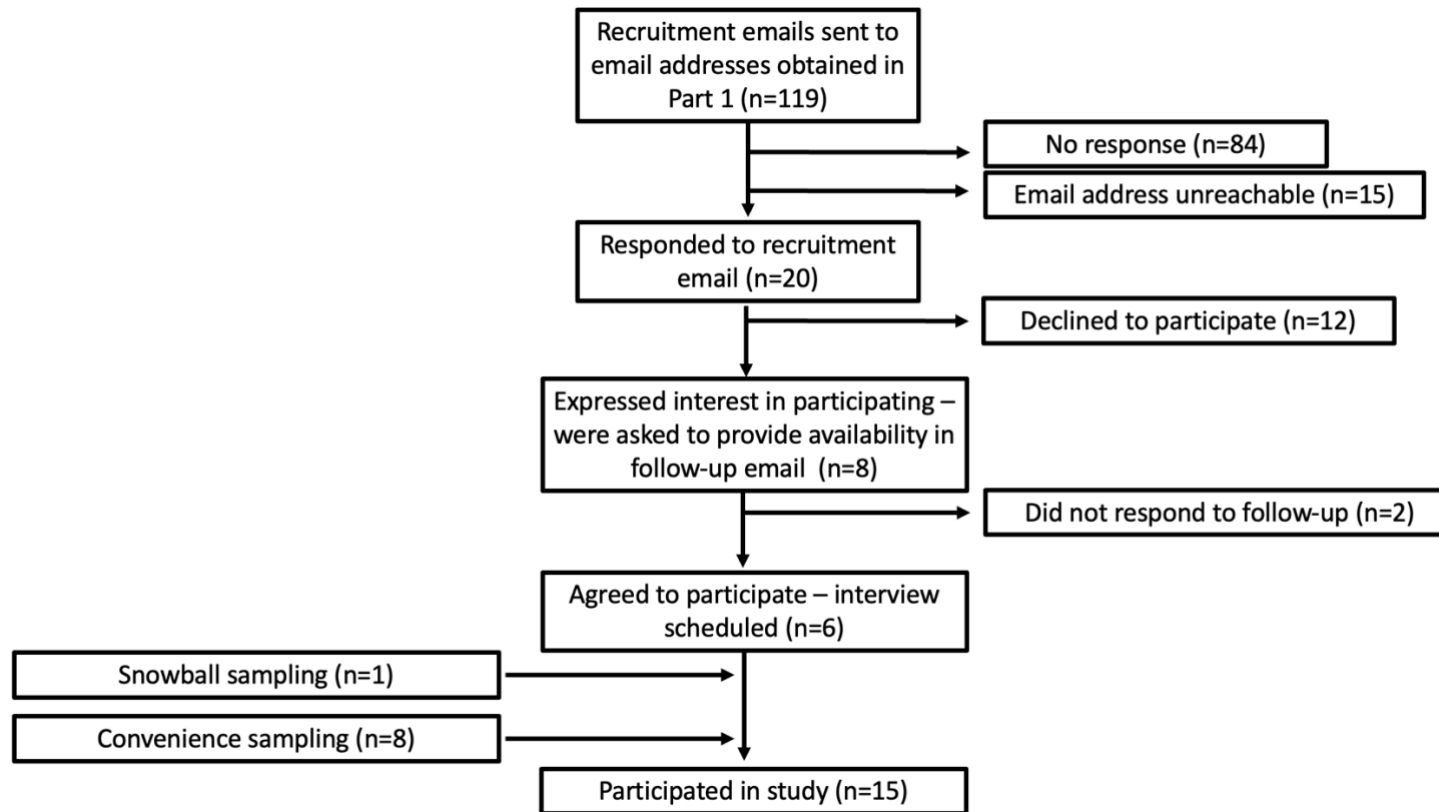 Recruitment emails sent to
email addresses obtained in
Part 1 (n=119)
No response (n=84)
Email address unreachable (n=15)
Responded to recruitment
email (n=20)
Declined to participate (n=12)
Expressed interest in participating –
were asked to provide availability in
follow-up email  (n=8)
Did not respond to follow-up (n=2)
Agreed to participate – interview
scheduled (n=6)
Snowball sampling (n=1)
Convenience sampling (n=8)
Participated in study (n=15)